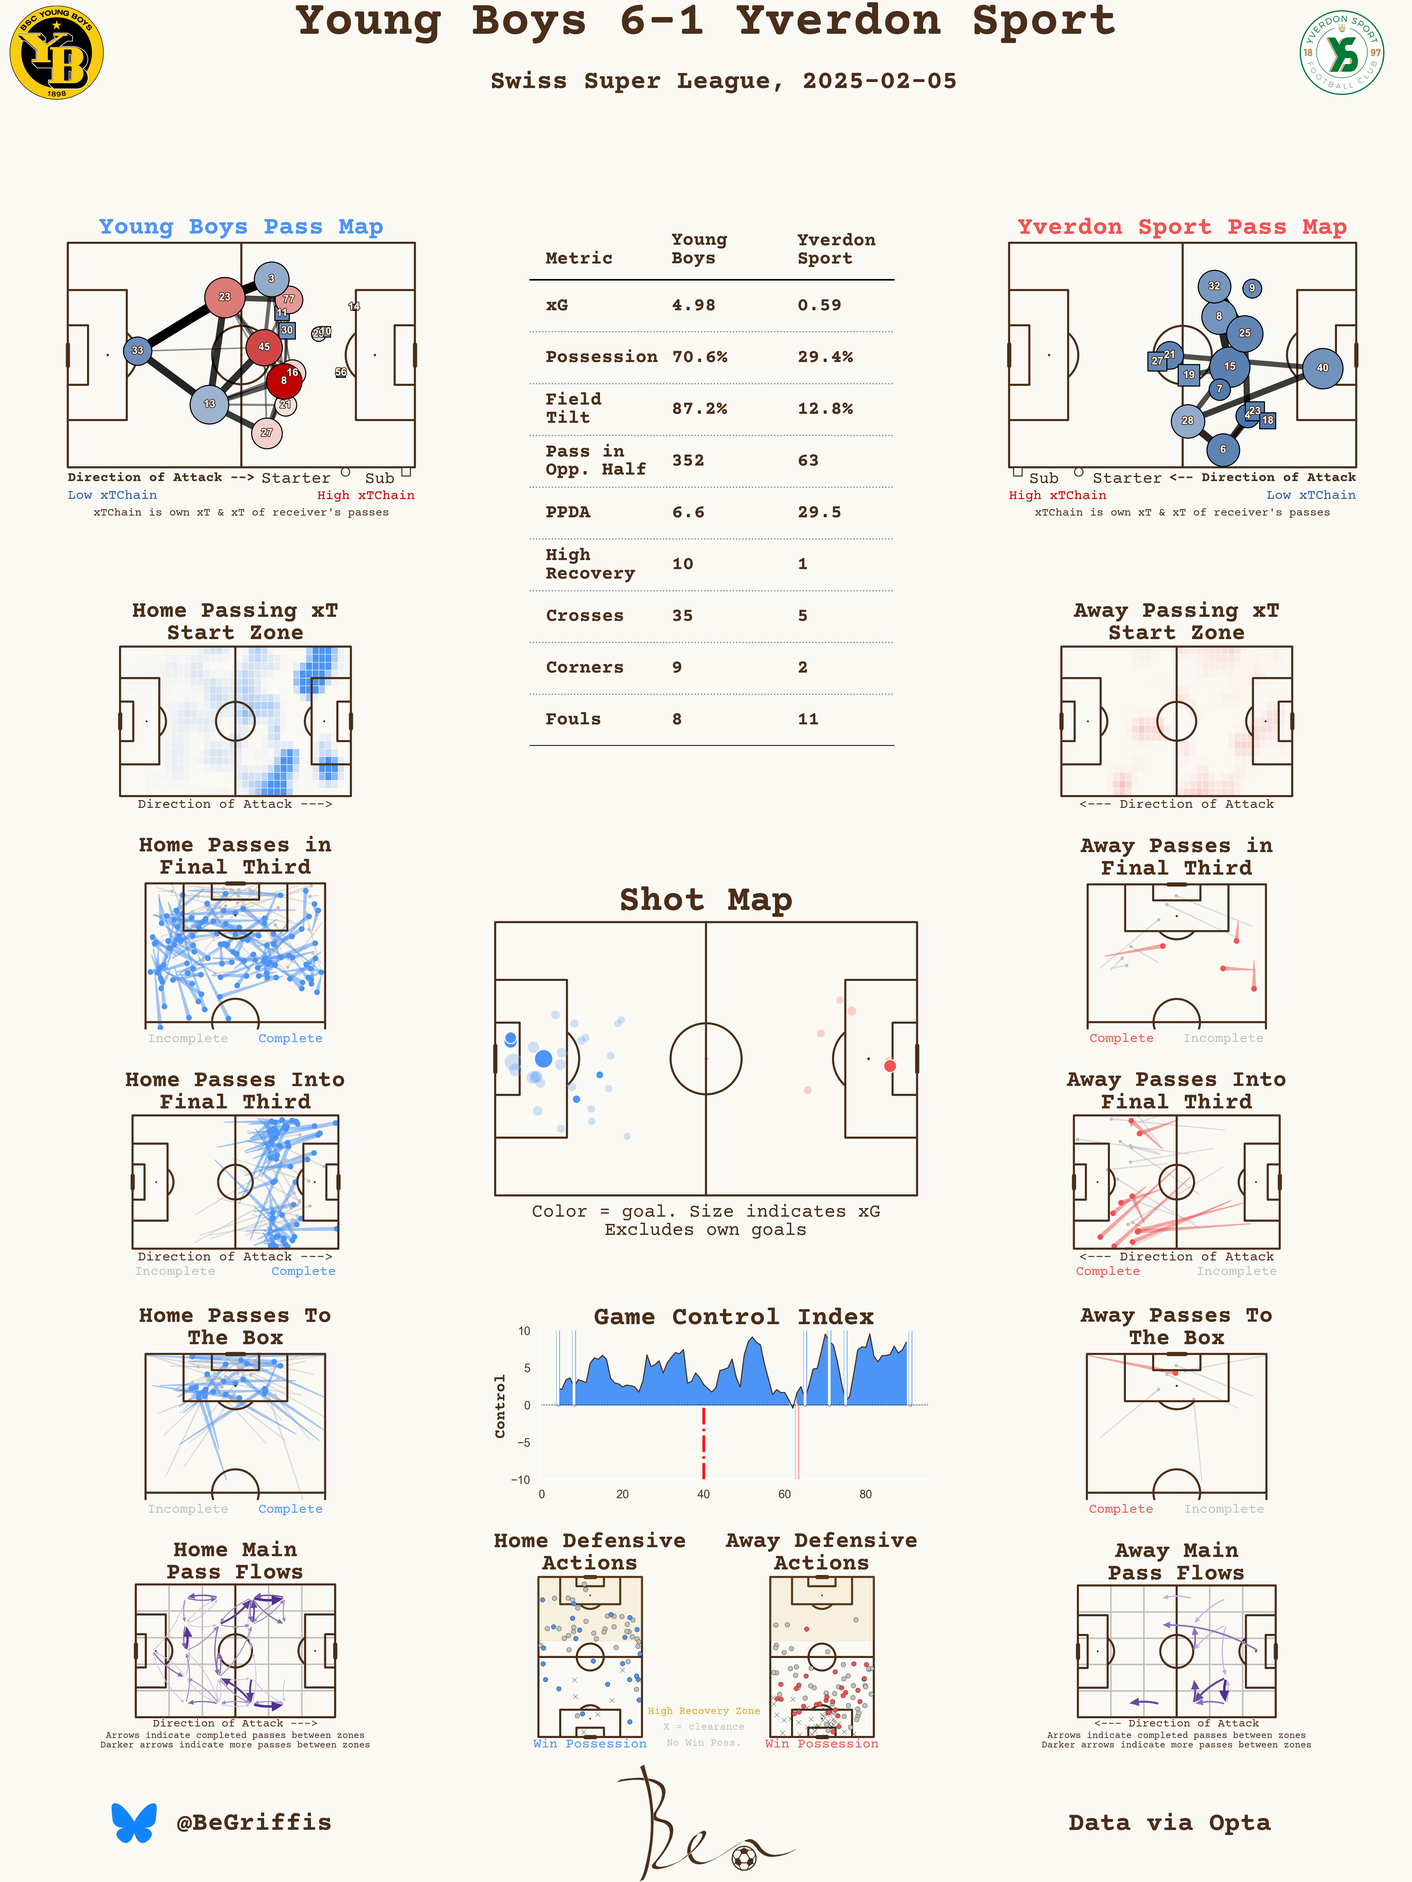 Young Boys 6-1 Yverdon Sport
Swiss Super League, 2025-02-05
BSC YOUNG BOYS
YB
1898
YVERDON SPORT
18 97
FOOTBALL CLUB
Young Boys Pass Map
3
23
77
14
11
30
33
45
16
56
8
13
21
27
Direction of Attack --> Starter Sub
Low xTChain High xTChain
xTChain is own xT & xT of receiver's passes
Metric Young Boys Yverdon Sport
xG 4.98 0.59
Possession 70.6% 29.4%
Field Tilt 87.2% 12.8%
Pass in Opp. Half 352 63
PPDA 6.6 29.5
High Recovery 10 1
Crosses 35 5
Corners 9 2
Fouls 8 11
Yverdon Sport Pass Map
32
9
8
25
27
21
15
40
19
7
28
4
23
18
6
Sub Starter <-- Direction of Attack
High xTChain Low xTChain
xTChain is own xT & xT of receiver's passes
Home Passing xT
Start Zone
Direction of Attack --->
Away Passing xT
Start Zone
<--- Direction of Attack
Home Passes in
Final Third
Incomplete Complete
Away Passes in
Final Third
Complete Incomplete
Shot Map
Color = goal. Size indicates xG
Excludes own goals
Home Passes Into
Final Third
Direction of Attack --->
Incomplete Complete
Away Passes Into
Final Third
<--- Direction of Attack
Complete Incomplete
Home Passes To
The Box
Incomplete Complete
Game Control Index
Control
10
5
0
−5
−10
0 20 40 60 80
Away Passes To
The Box
Complete Incomplete
Home Main
Pass Flows
Direction of Attack --->
Arrows indicate completed passes between zones
Darker arrows indicate more passes between zones
Home Defensive
Actions
Win Possession
High Recovery Zone
X = clearance
No Win Poss.
Away Defensive
Actions
Win Possession
Away Main
Pass Flows
<--- Direction of Attack
Arrows indicate completed passes between zones
Darker arrows indicate more passes between zones
@BeGriffis
Ben
Data via Opta